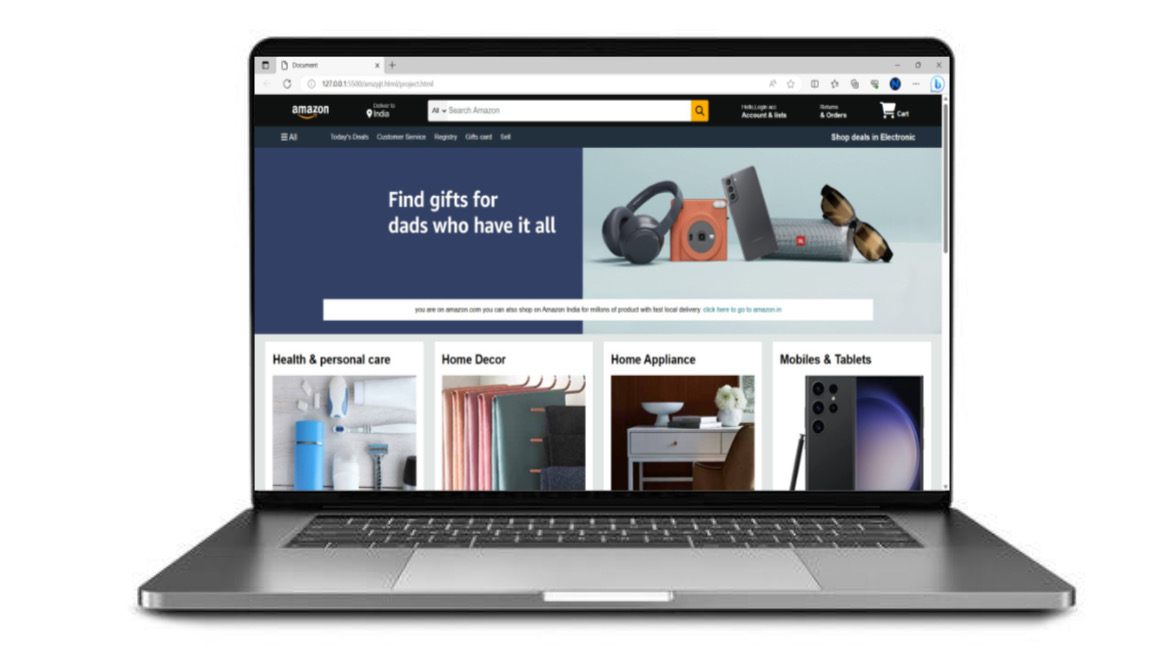 Document
127.0.0.1:5500/amzpjt.html/project.html
amazon
Deliver to
India
All
Search Amazon
Hello,Login acc
Account & lists
Returns
& Orders
Cart
All
Today's Deals
Customer Service
Registry
Gifts card
Sell
Shop deals in Electronic
Find gifts for
dads who have it all
JBL
you are on amazon.com you can also shop on Amazon India for millons of product with fast local delivery. click here to go to amazon.in
Health & personal care
Home Decor
Home Appliance
Mobiles & Tablets